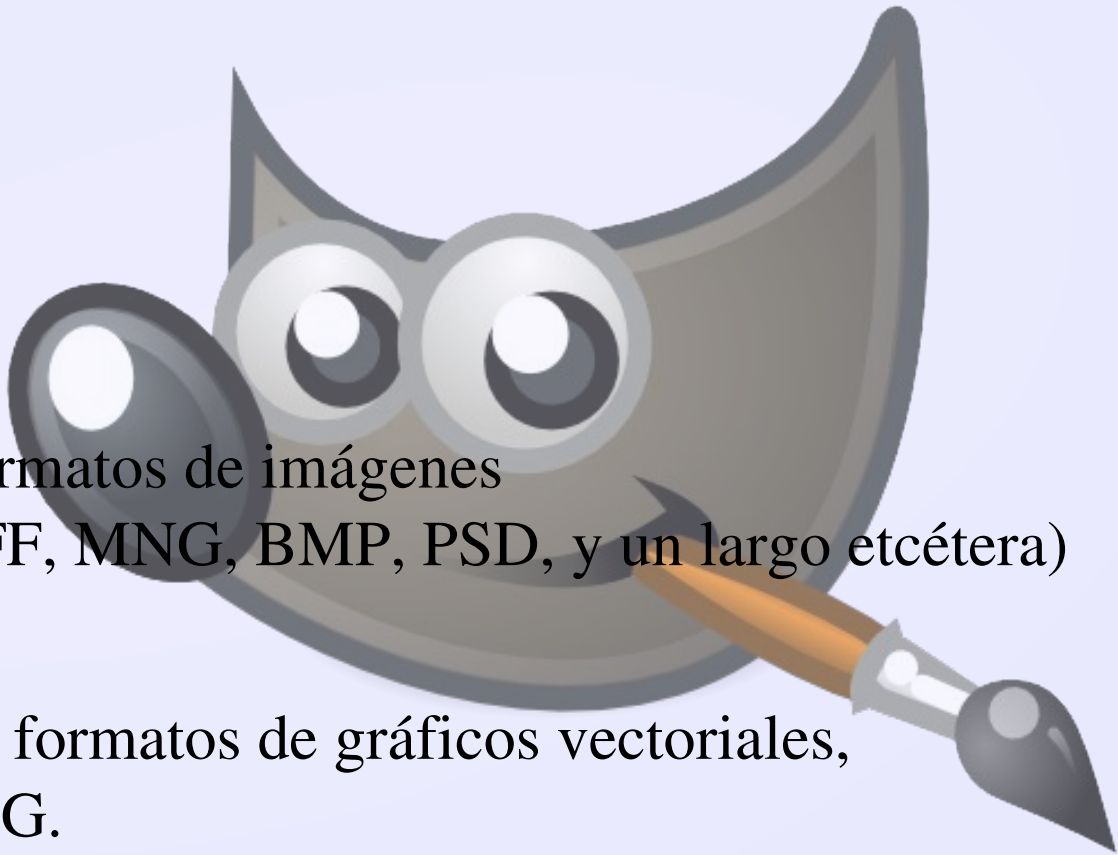 rmatos de imágenes
FF, MNG, BMP, PSD, y un largo etcétera)
formatos de gráficos vectoriales,
G.